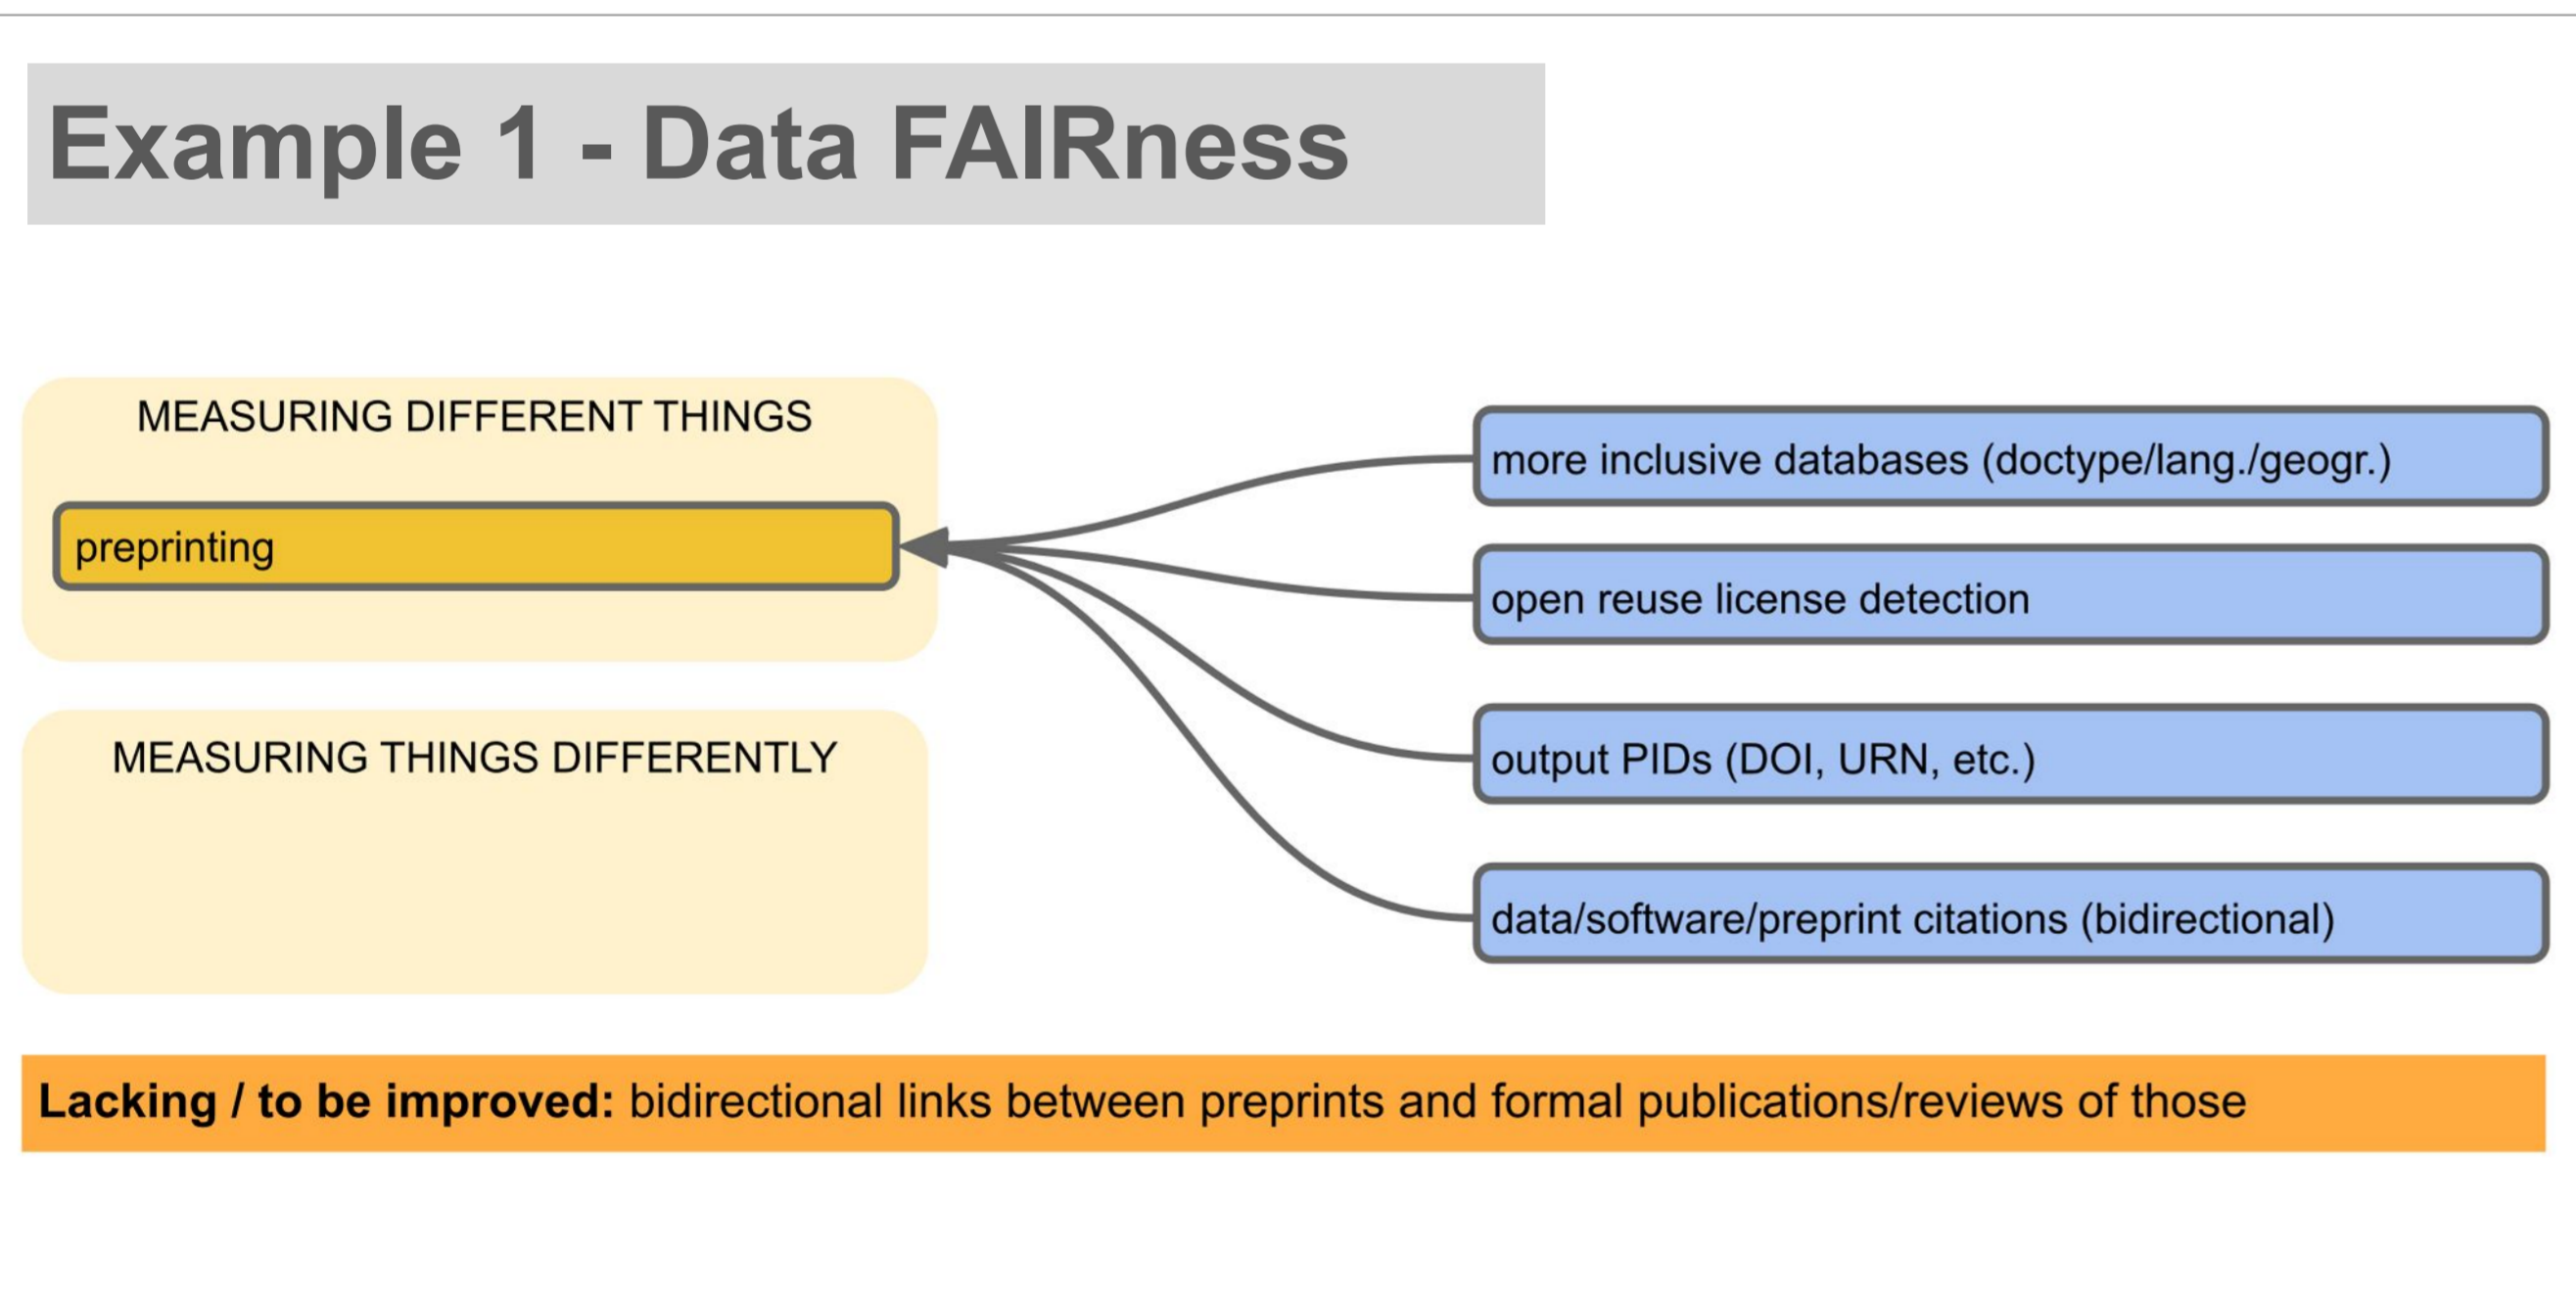 Example 1 - Data FAIRness
MEASURING DIFFERENT THINGS
preprinting
MEASURING THINGS DIFFERENTLY
more inclusive databases (doctype/lang./geogr.)
open reuse license detection
output PIDs (DOI, URN, etc.)
data/software/preprint citations (bidirectional)
Lacking / to be improved: bidirectional links between preprints and formal publications/reviews of those